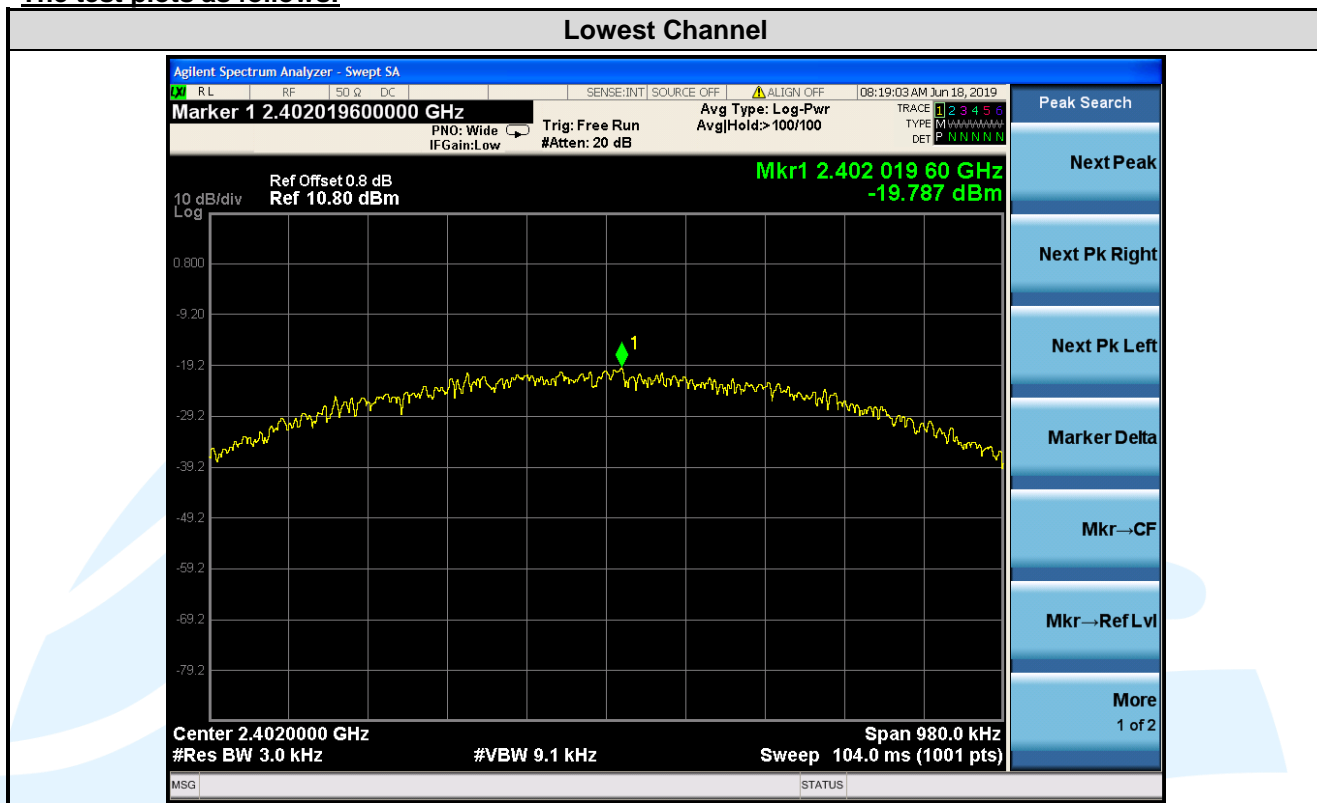 The test plots as follows:
Lowest Channel
Agilent Spectrum Analyzer - Swept SA
LXI RL RF 50 Ω DC SENSE:INT SOURCE OFF ALIGN OFF 08:19:03 AM Jun 18, 2019
Marker 1 2.402019600000 GHz
PNO: Wide
IFGain:Low
Trig: Free Run
#Atten: 20 dB
Avg Type: Log-Pwr
Avg|Hold:>100/100
TRACE 1 2 3 4 5 6
TYPE M WWWWW
DET P N N N N N
Peak Search
Mkr1 2.402 019 60 GHz
-19.787 dBm
Ref Offset 0.8 dB
10 dB/div Ref 10.80 dBm
Log
Next Peak
0.800
Next Pk Right
-9.20
1
-19.2
Next Pk Left
-29.2
Marker Delta
-39.2
-49.2
Mkr→CF
-59.2
-69.2
Mkr→Ref Lvl
-79.2
More
1 of 2
Center 2.4020000 GHz Span 980.0 kHz
#Res BW 3.0 kHz #VBW 9.1 kHz Sweep 104.0 ms (1001 pts)
MSG STATUS